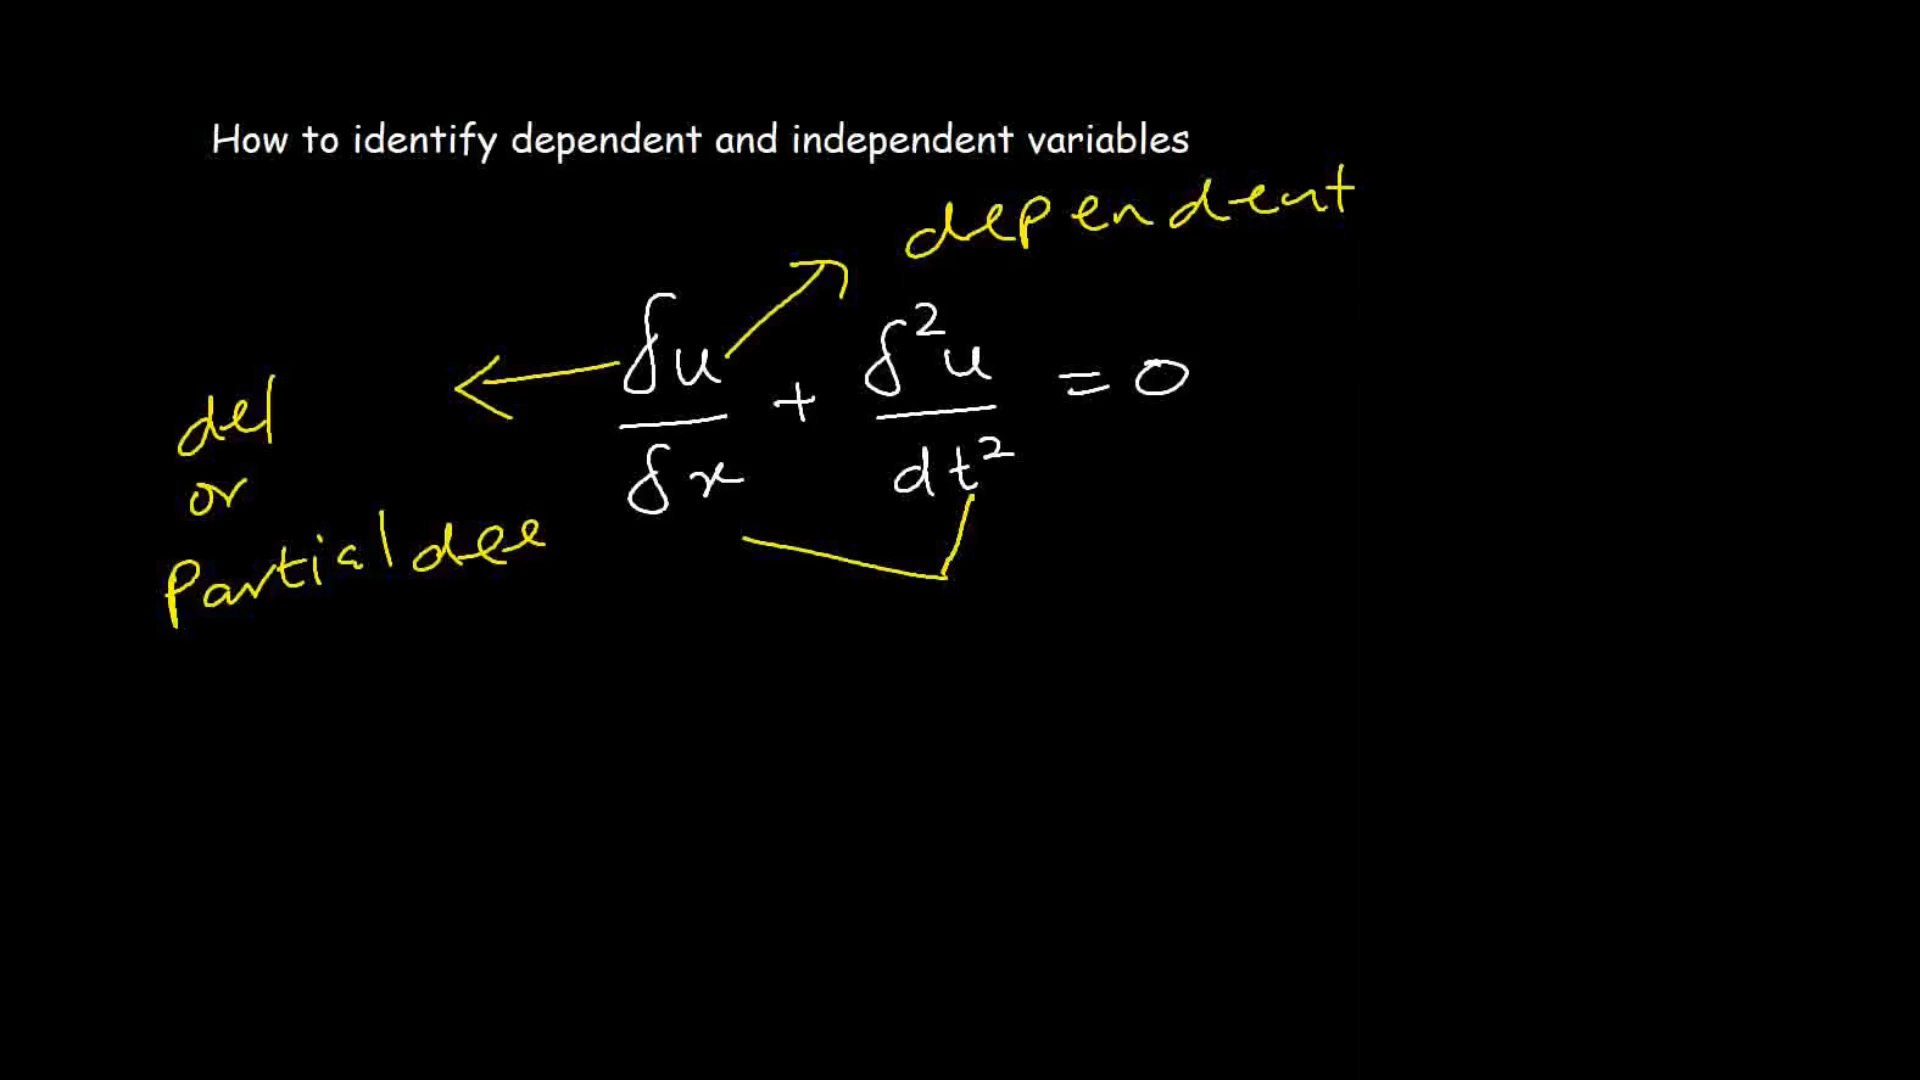 How to identify dependent and independent variables
dependent
δu/δx + δ²u/dt² = 0
del
or
Partial dee